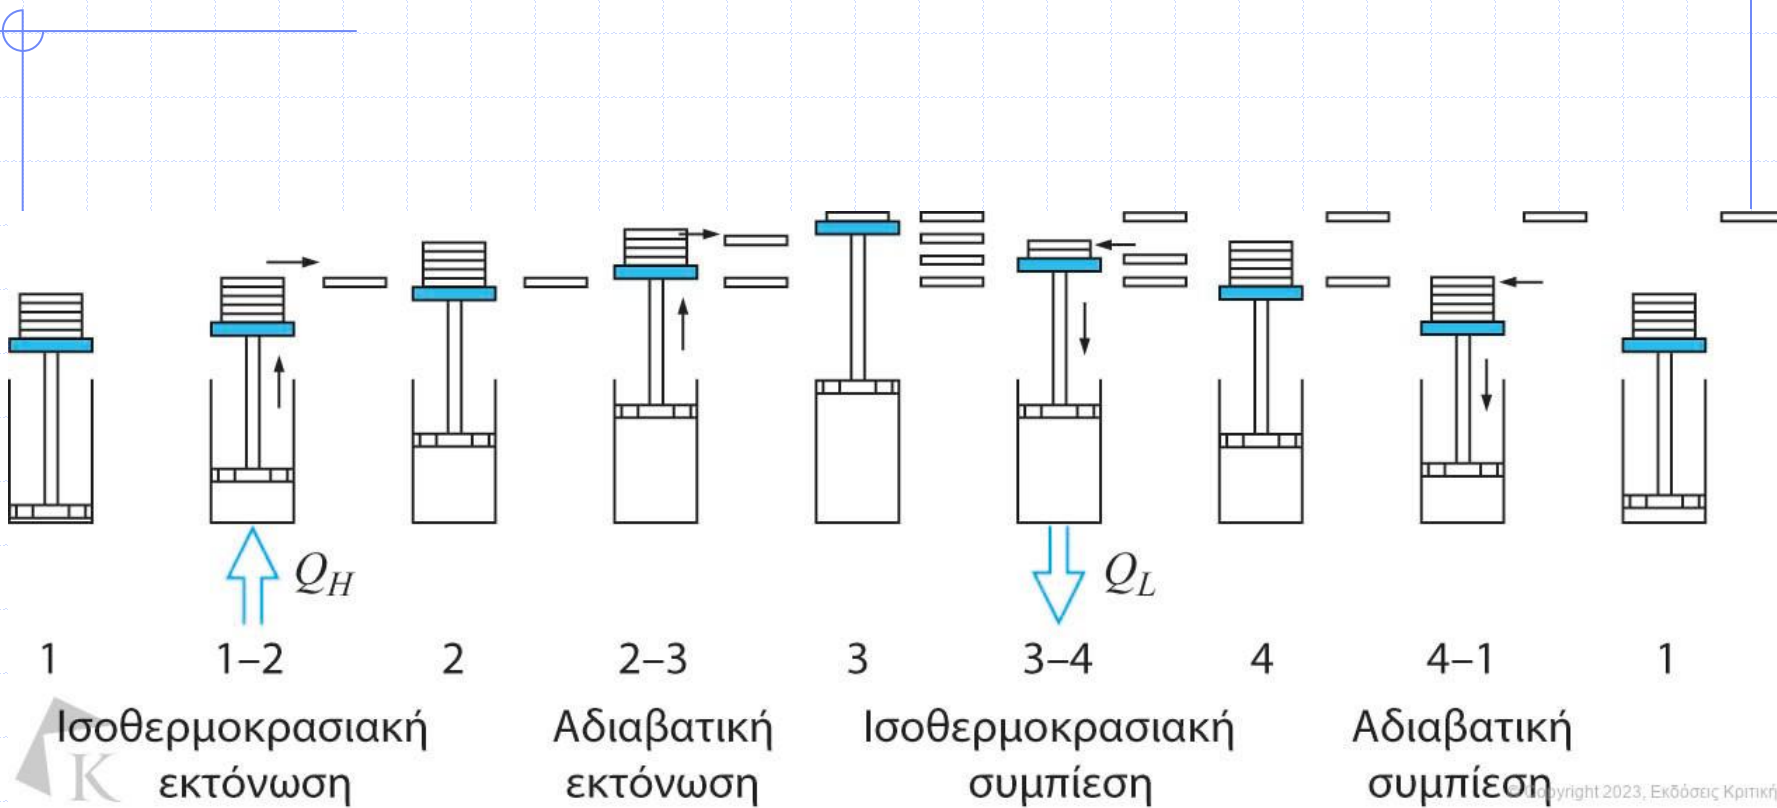 Q_H
Q_L
1 1–2 2 2–3 3 3–4 4 4–1 1
Ισοθερμοκρασιακή Αδιαβατική Ισοθερμοκρασιακή Αδιαβατική
εκτόνωση εκτόνωση συμπίεση συμπίεση
K
© Copyright 2023, Εκδόσεις Κριτική